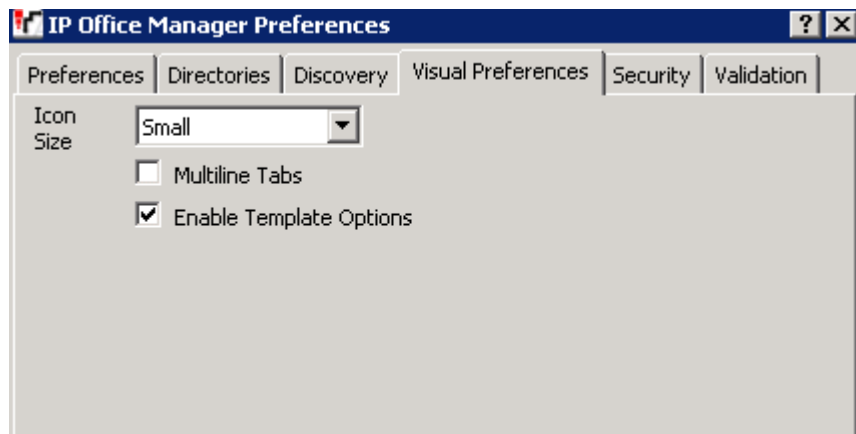 IP Office Manager Preferences
Preferences Directories Discovery Visual Preferences Security Validation
Icon
Size
Small
Multiline Tabs
Enable Template Options